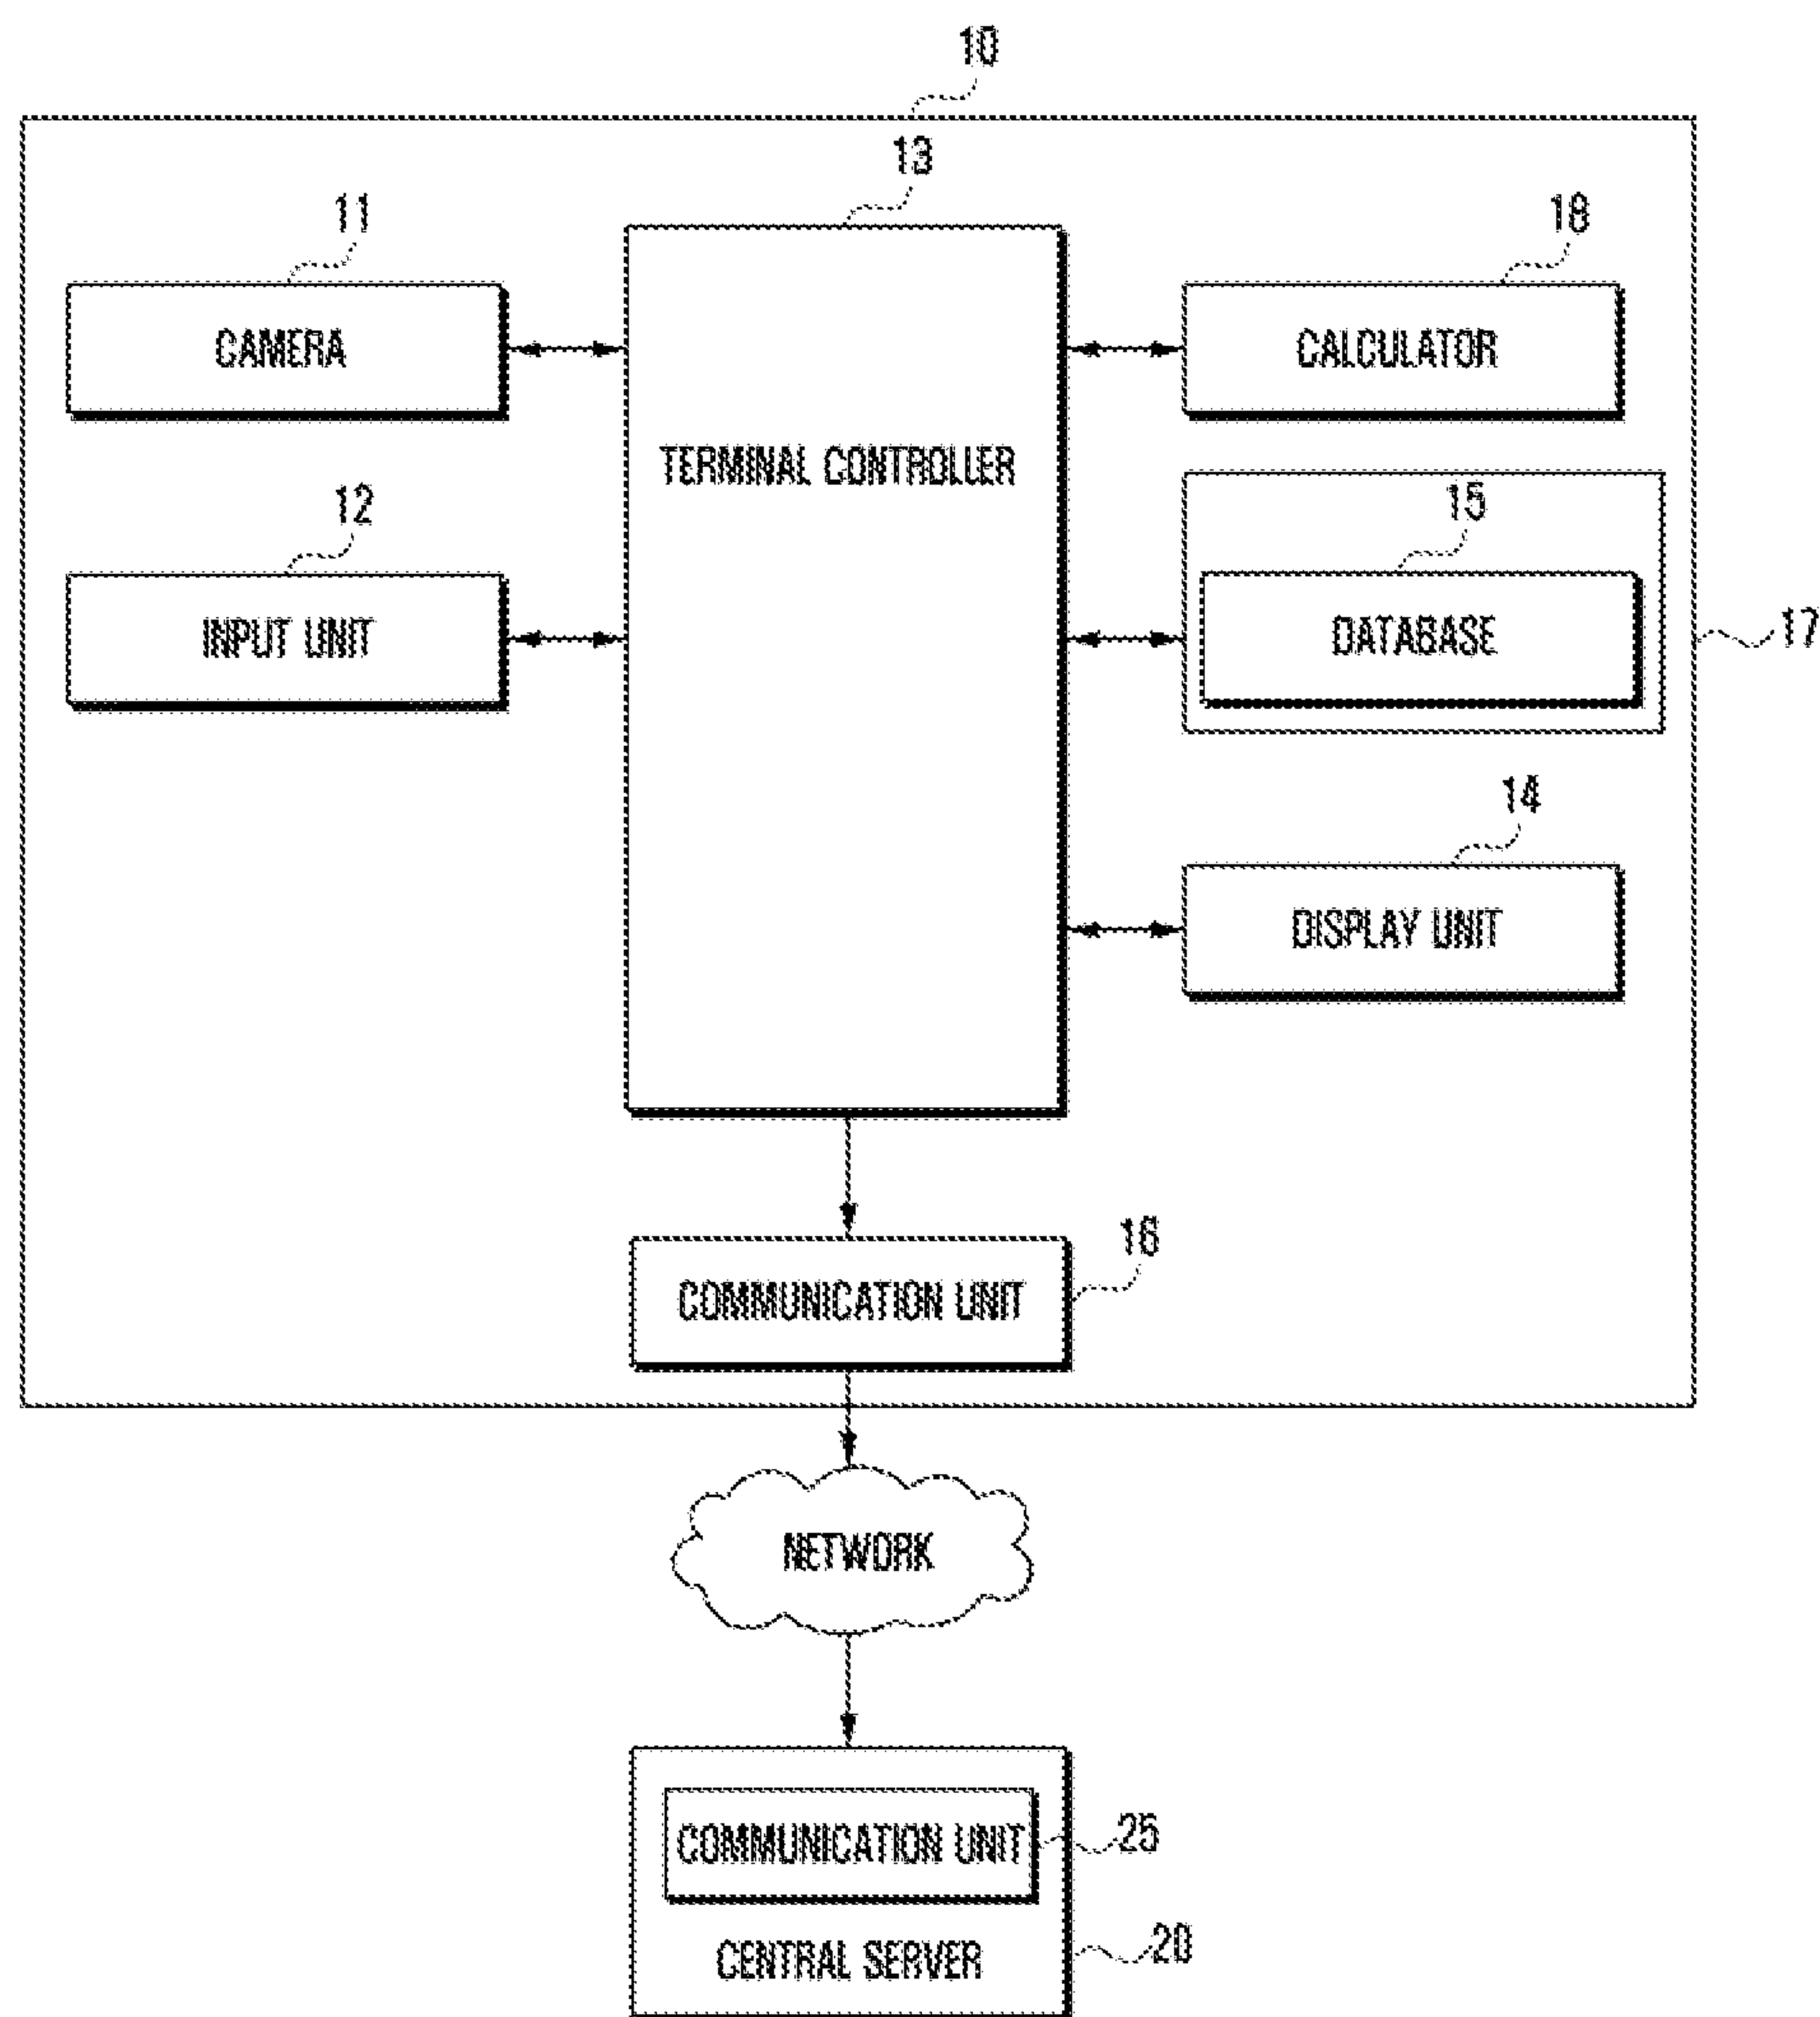 10
13
11
18
CAMERA
CALCULATOR
TERMINAL CONTROLLER
12
15
INPUT UNIT
DATABASE
17
14
DISPLAY UNIT
16
COMMUNICATION UNIT
NETWORK
COMMUNICATION UNIT
25
CENTRAL SERVER
20